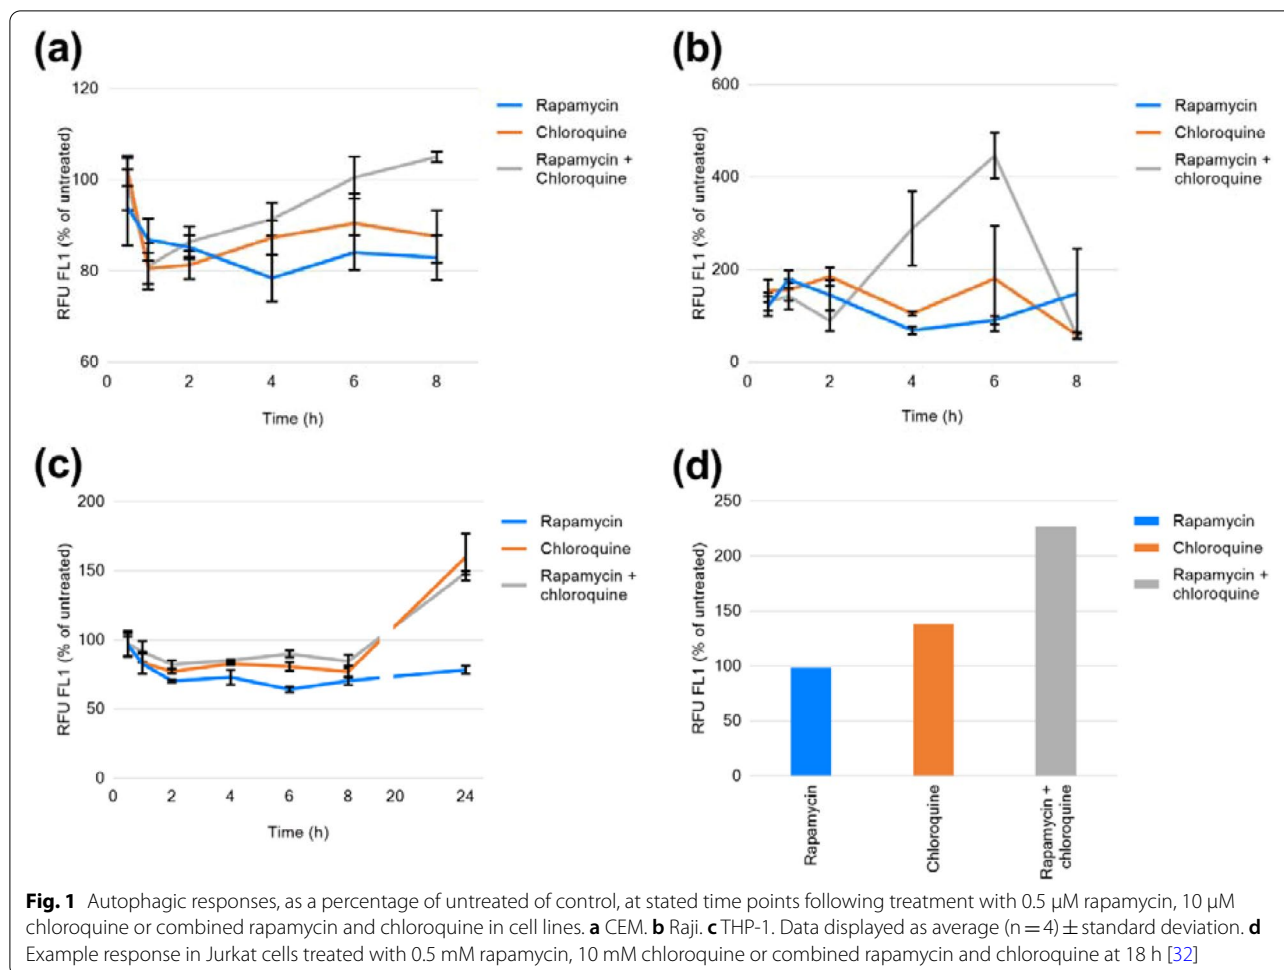 (a)
120
100
80
60
RFU FL1 (% of untreated)
0 2 4 6 8
Time (h)
Rapamycin
Chloroquine
Rapamycin +
Chloroquine
(b)
600
400
200
0
RFU FL1 (% of untreated)
0 2 4 6 8
Time (h)
Rapamycin
Chloroquine
Rapamycin +
chloroquine
(c)
200
150
100
50
0
RFU FL1 (% of untreated)
0 2 4 6 8 20 24
Time (h)
Rapamycin
Chloroquine
Rapamycin +
chloroquine
(d)
250
200
150
100
50
0
RFU FL1 (% of untreated)
Rapamycin
Chloroquine
Rapamycin +
chloroquine
Rapamycin
Chloroquine
Rapamycin +
chloroquine
Fig. 1 Autophagic responses, as a percentage of untreated of control, at stated time points following treatment with 0.5 µM rapamycin, 10 µM
chloroquine or combined rapamycin and chloroquine in cell lines. a CEM. b Raji. c THP-1. Data displayed as average (n = 4) ± standard deviation. d
Example response in Jurkat cells treated with 0.5 mM rapamycin, 10 mM chloroquine or combined rapamycin and chloroquine at 18 h [32]